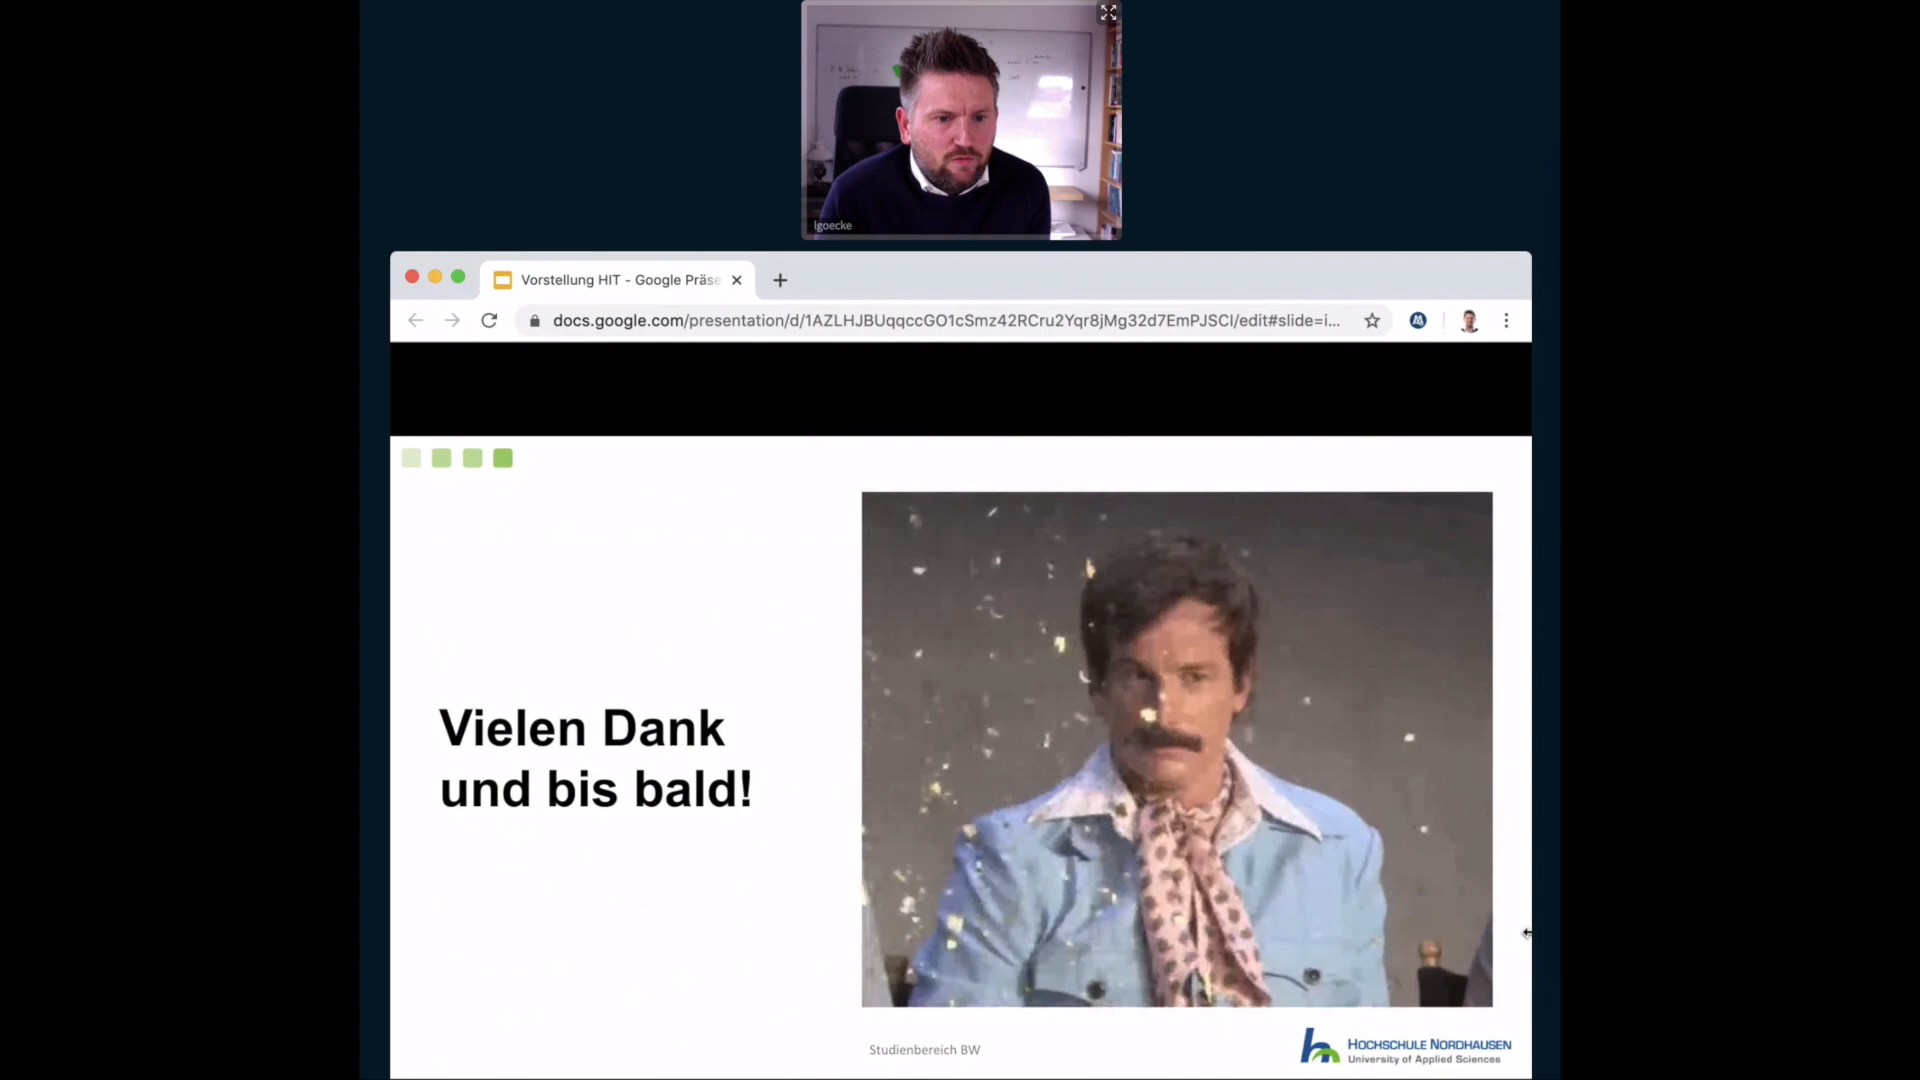 lgoecke
Vorstellung HIT - Google Präse
docs.google.com/presentation/d/1AZLHJBUqqccGO1cSmz42RCru2Yqr8jMg32d7EmPJSCI/edit#slide=i...
Vielen Dank
und bis bald!
Studienbereich BW
HOCHSCHULE NORDHAUSEN
University of Applied Sciences